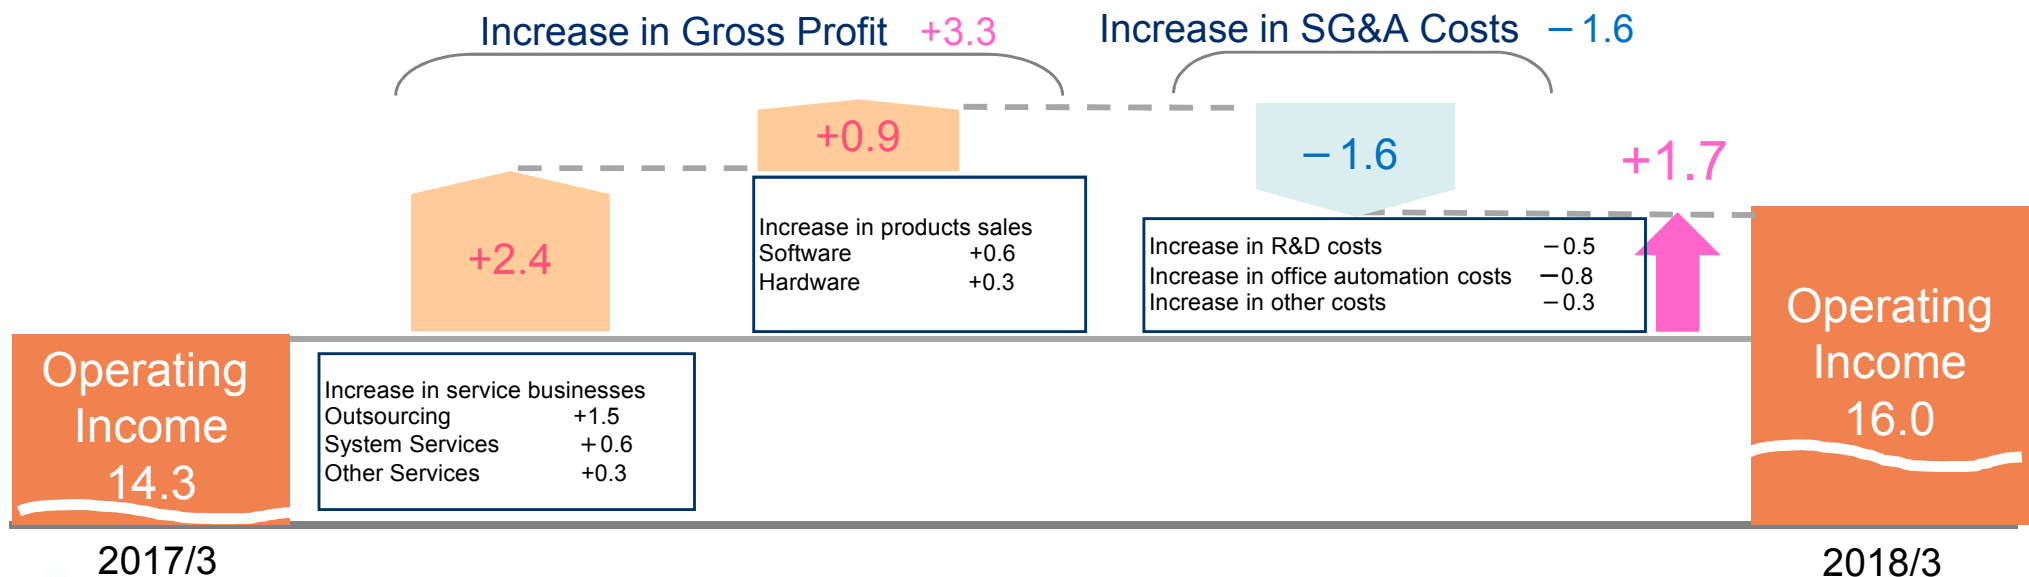 Increase in Gross Profit +3.3
Increase in SG&A Costs －1.6
+2.4
+0.9
－1.6
+1.7
Increase in products sales
Software +0.6
Hardware +0.3
Increase in R&D costs －0.5
Increase in office automation costs －0.8
Increase in other costs －0.3
Operating
Income
14.3
Increase in service businesses
Outsourcing +1.5
System Services ＋0.6
Other Services +0.3
Operating
Income
16.0
2017/3
2018/3